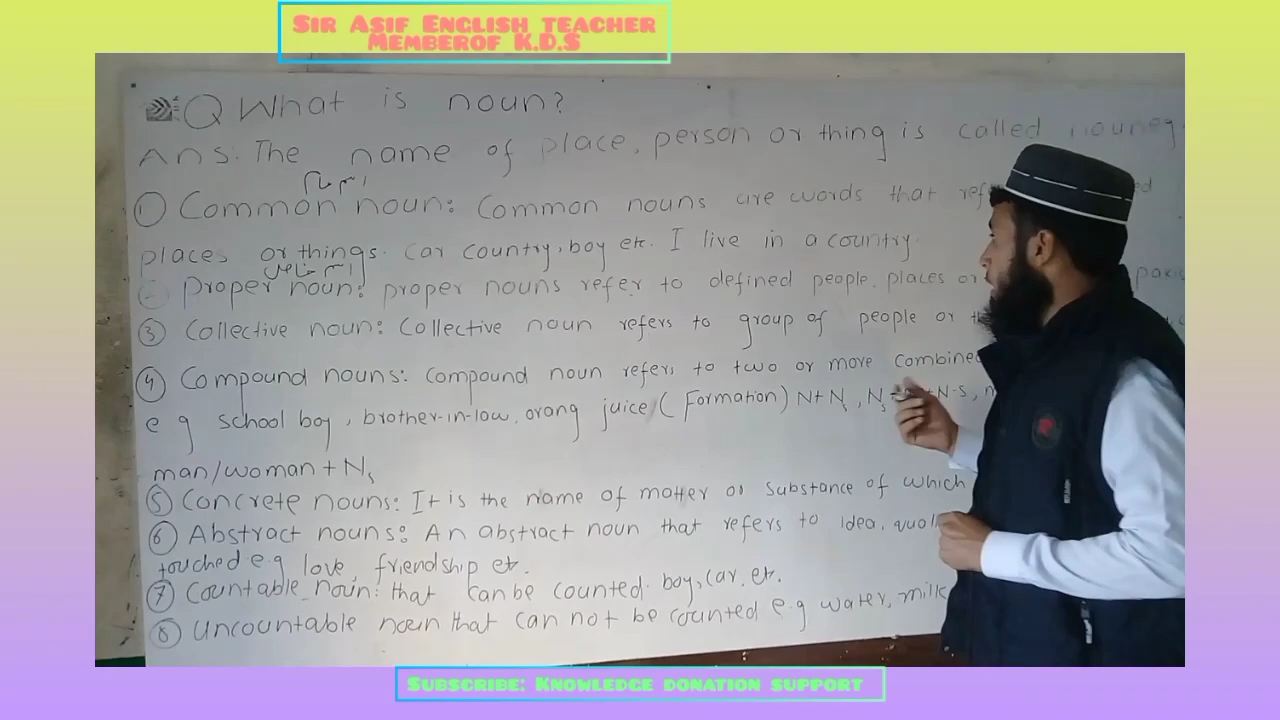 SIR ASIF ENGLISH TEACHER
MEMBEROF K.D.S
Q What is noun?
Ans: The name of place, person or thing is called noun eg
اسم عام
① Common noun: Common nouns are words that
places or things. car country, boy etc. I live in a country.
اسم خاص
② Proper noun: proper nouns refer to defined people, places or
③ Collective noun: Collective noun refers to group of people or
④ Compound nouns: compound noun refers to two or more combined
e g school boy, brother-in-law, orang juice (Formation) N+N,
man/woman + Ns
⑤ Concrete nouns: It is the name of matter or substance of which
⑥ Abstract nouns: An abstract noun that refers to idea,
touched e.g love, friendship etc.
⑦ Countable noun: that can be counted. boy, car, etc.
⑧ uncountable noun that can not be counted e.g water, milk
SUBSCRIBE: KNOWLEDGE DONATION SUPPORT